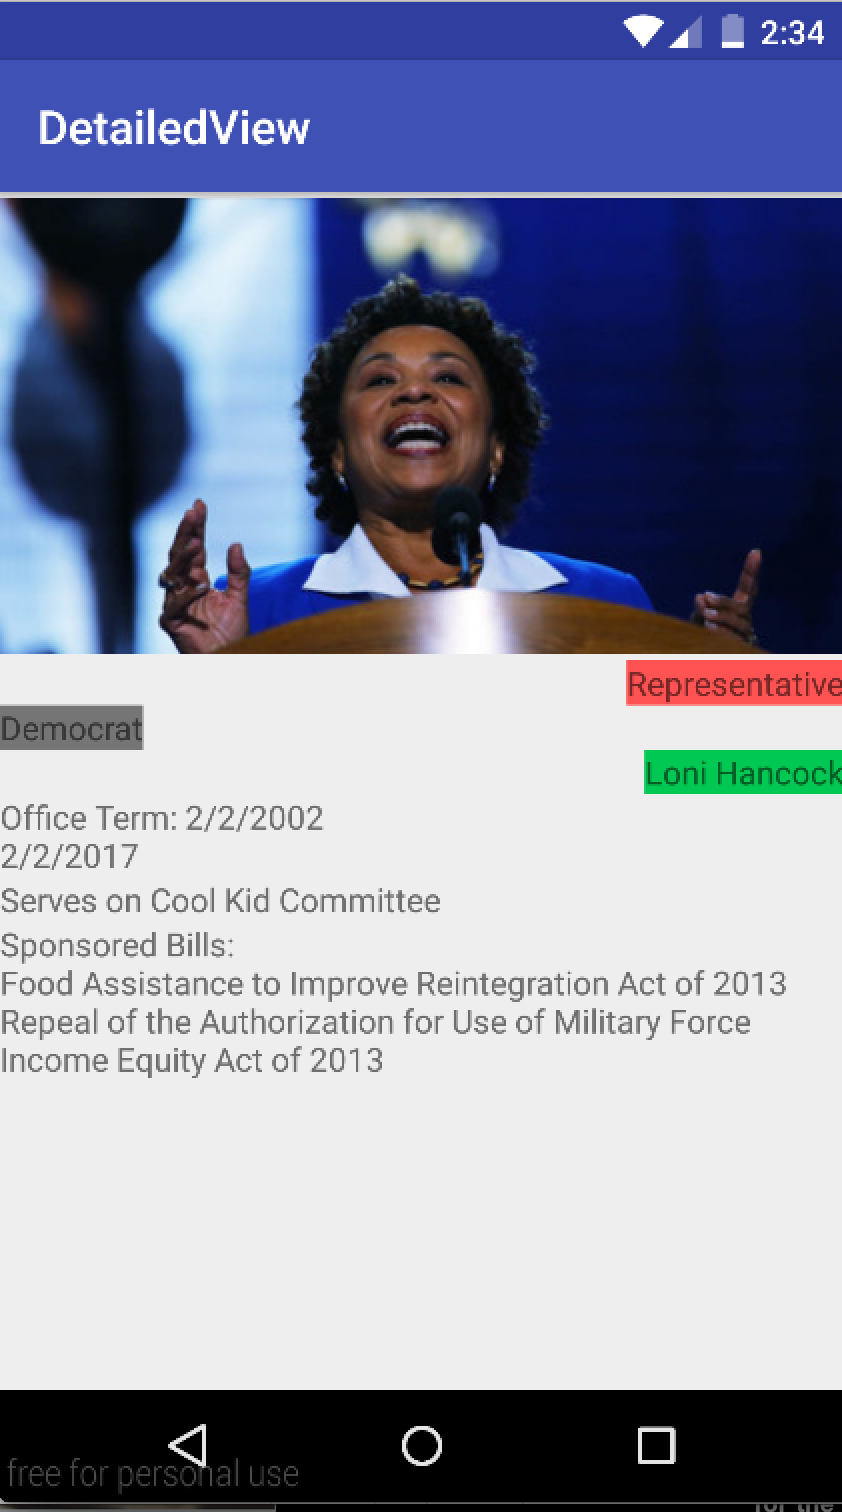 2:34
DetailedView
Representative
Democrat
Loni Hancock
Office Term: 2/2/2002
2/2/2017
Serves on Cool Kid Committee
Sponsored Bills:
Food Assistance to Improve Reintegration Act of 2013
Repeal of the Authorization for Use of Military Force
Income Equity Act of 2013
free for personal use
for the